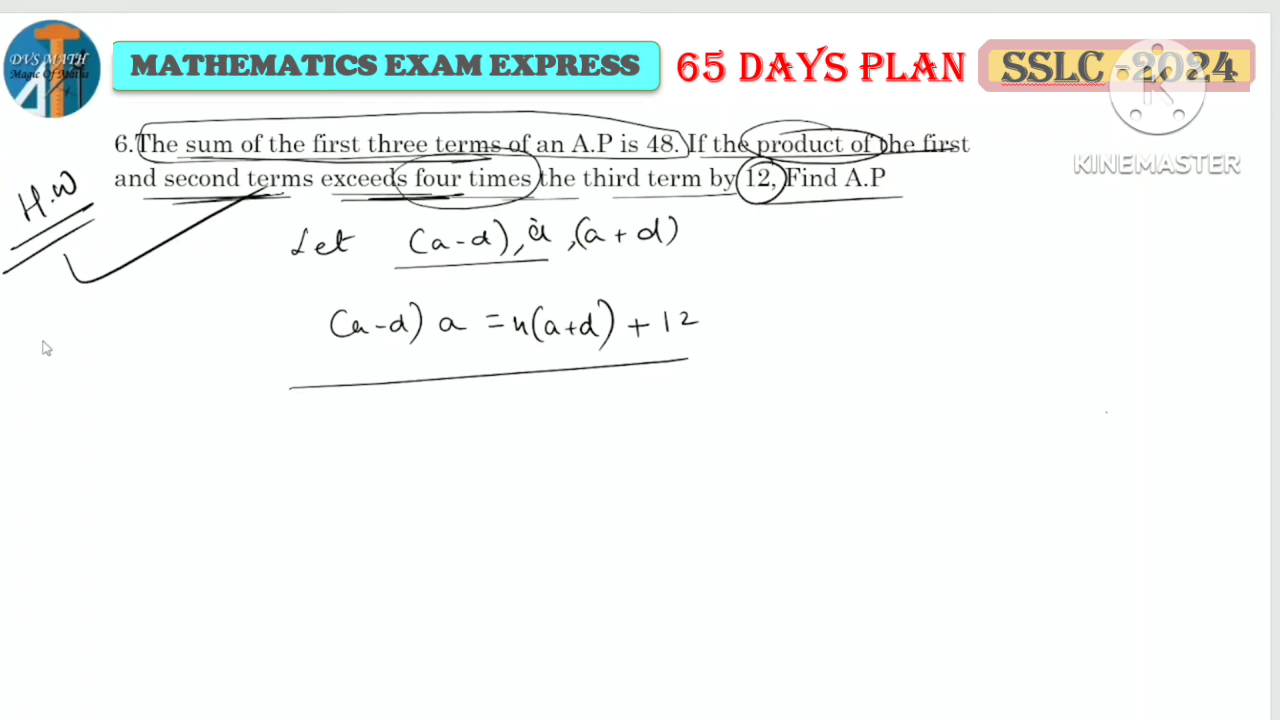 DVS MATH
Magic Of Maths
MATHEMATICS EXAM EXPRESS
65 DAYS PLAN
SSLC -2024
KINEMASTER
6.The sum of the first three terms of an A.P is 48. If the product of the first
and second terms exceeds four times the third term by 12, Find A.P
H.W
Let (a-d), a, (a+d)
(a-d) a = 4(a+d) + 12